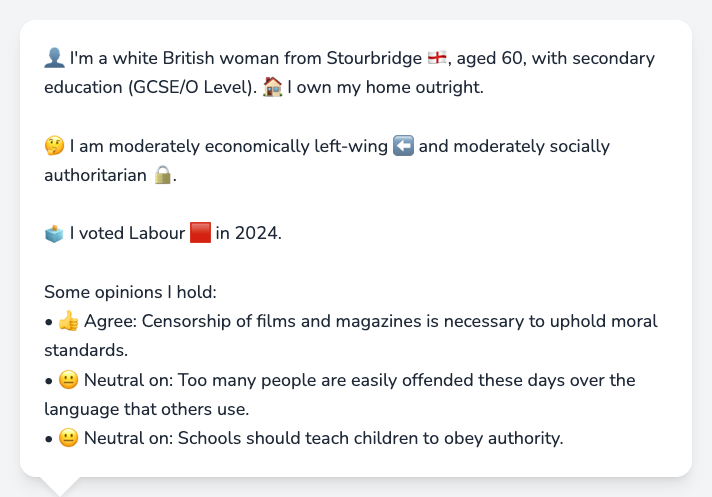 👤 I'm a white British woman from Stourbridge 🏴󠁧󠁢󠁥󠁮󠁧󠁿, aged 60, with secondary
education (GCSE/O Level). 🏠 I own my home outright.
🤔 I am moderately economically left-wing ⬅️ and moderately socially
authoritarian 🔒.
🗳️ I voted Labour 🟥 in 2024.
Some opinions I hold:
• 👍 Agree: Censorship of films and magazines is necessary to uphold moral
standards.
• 😐 Neutral on: Too many people are easily offended these days over the
language that others use.
• 😐 Neutral on: Schools should teach children to obey authority.